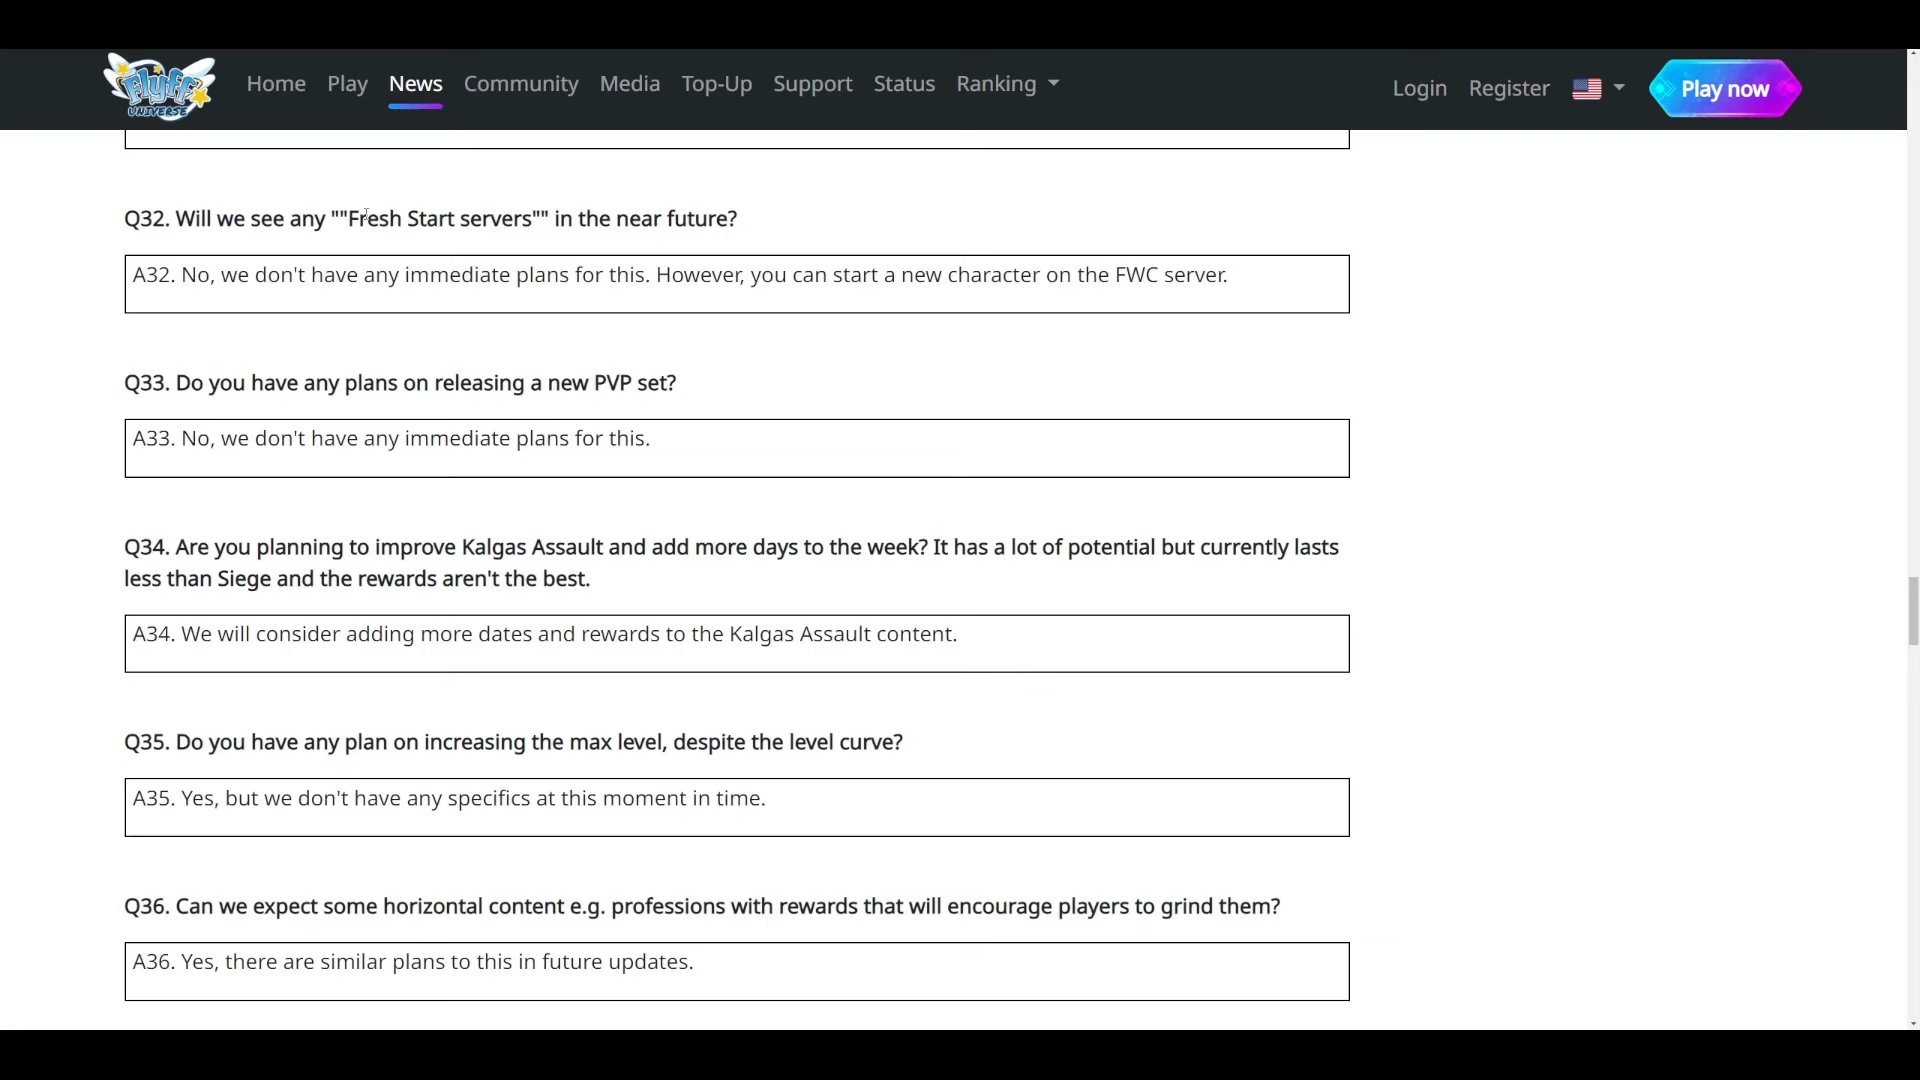 Flyff
UNIVERSE
Home Play News Community Media Top-Up Support Status Ranking
Login Register
Play now
Q32. Will we see any ""Fresh Start servers"" in the near future?
A32. No, we don't have any immediate plans for this. However, you can start a new character on the FWC server.
Q33. Do you have any plans on releasing a new PVP set?
A33. No, we don't have any immediate plans for this.
Q34. Are you planning to improve Kalgas Assault and add more days to the week? It has a lot of potential but currently lasts
less than Siege and the rewards aren't the best.
A34. We will consider adding more dates and rewards to the Kalgas Assault content.
Q35. Do you have any plan on increasing the max level, despite the level curve?
A35. Yes, but we don't have any specifics at this moment in time.
Q36. Can we expect some horizontal content e.g. professions with rewards that will encourage players to grind them?
A36. Yes, there are similar plans to this in future updates.